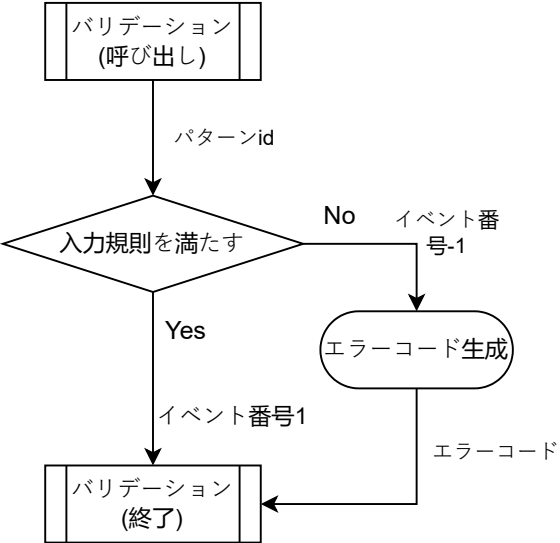 バリデーション
(呼び出し)
パターンid
入力規則を満たす
No
イベント番
号-1
Yes
エラーコード生成
イベント番号1
エラーコード
バリデーション
(終了)